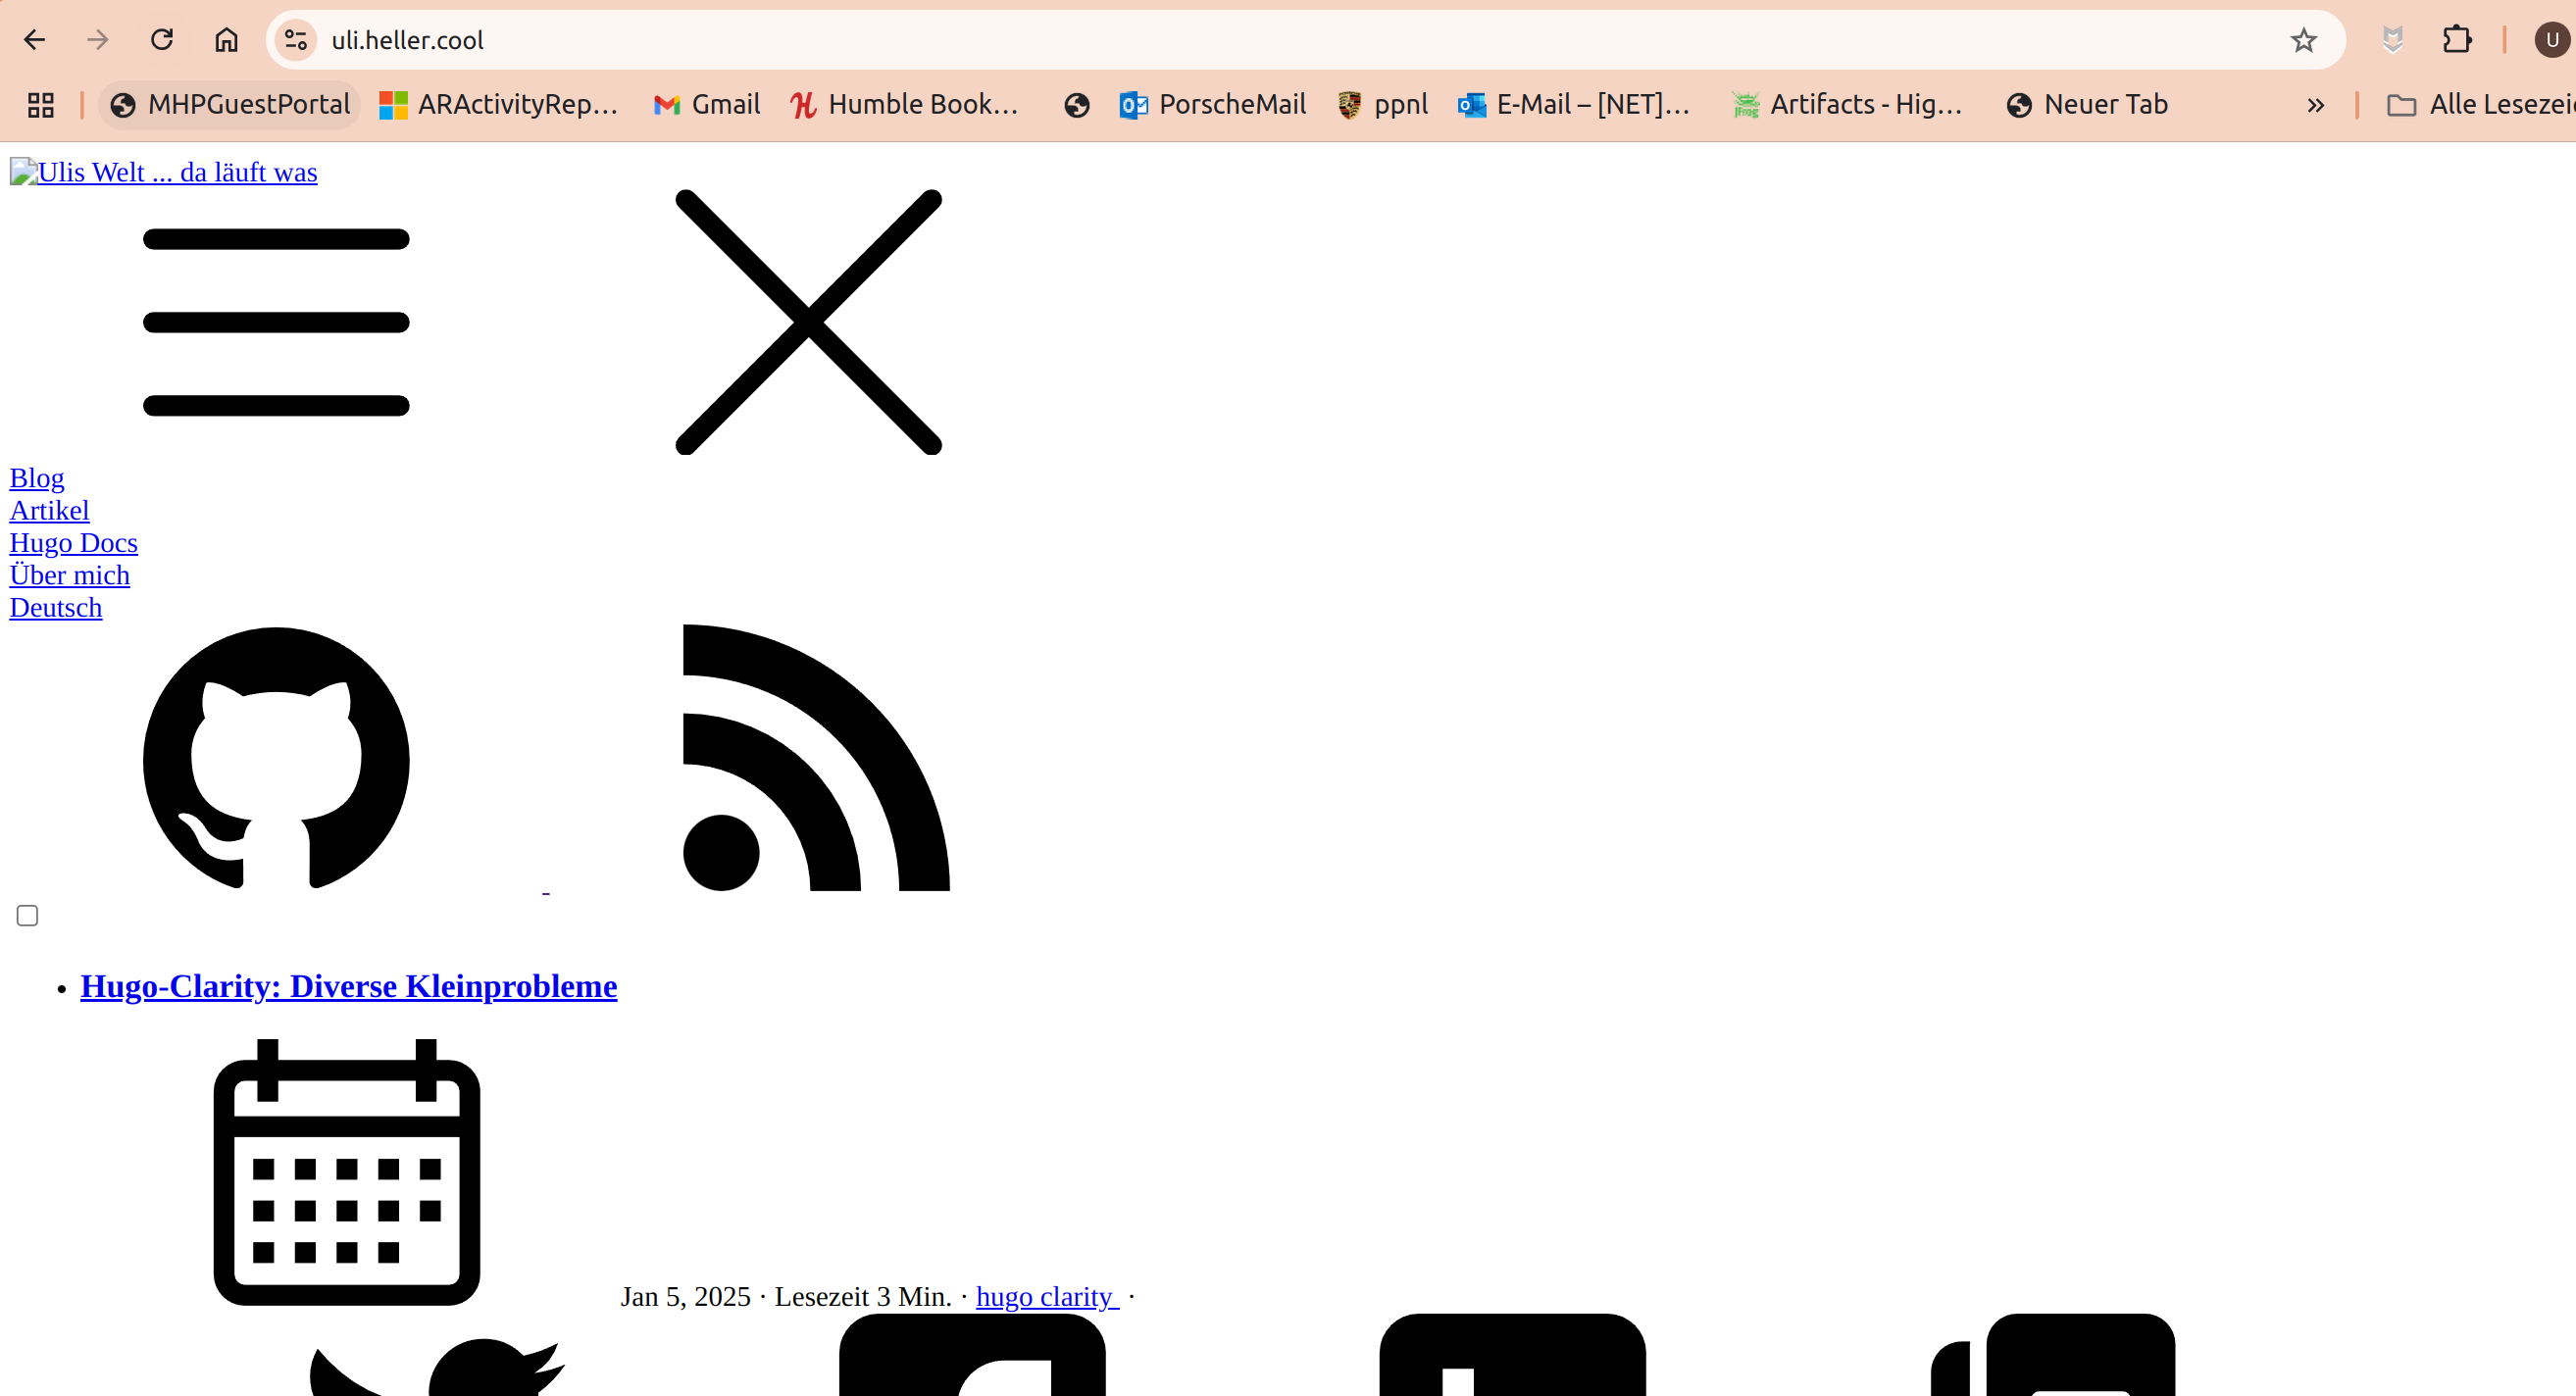 uli.heller.cool
U
MHPGuestPortal ARActivityRep... Gmail Humble Book... PorscheMail ppnl E-Mail – [NET]... Artifacts - Hig... Neuer Tab » Alle Lesezei
Ulis Welt ... da läuft was
Blog
Artikel
Hugo Docs
Über mich
Deutsch
• Hugo-Clarity: Diverse Kleinprobleme
Jan 5, 2025 · Lesezeit 3 Min. · hugo clarity ·